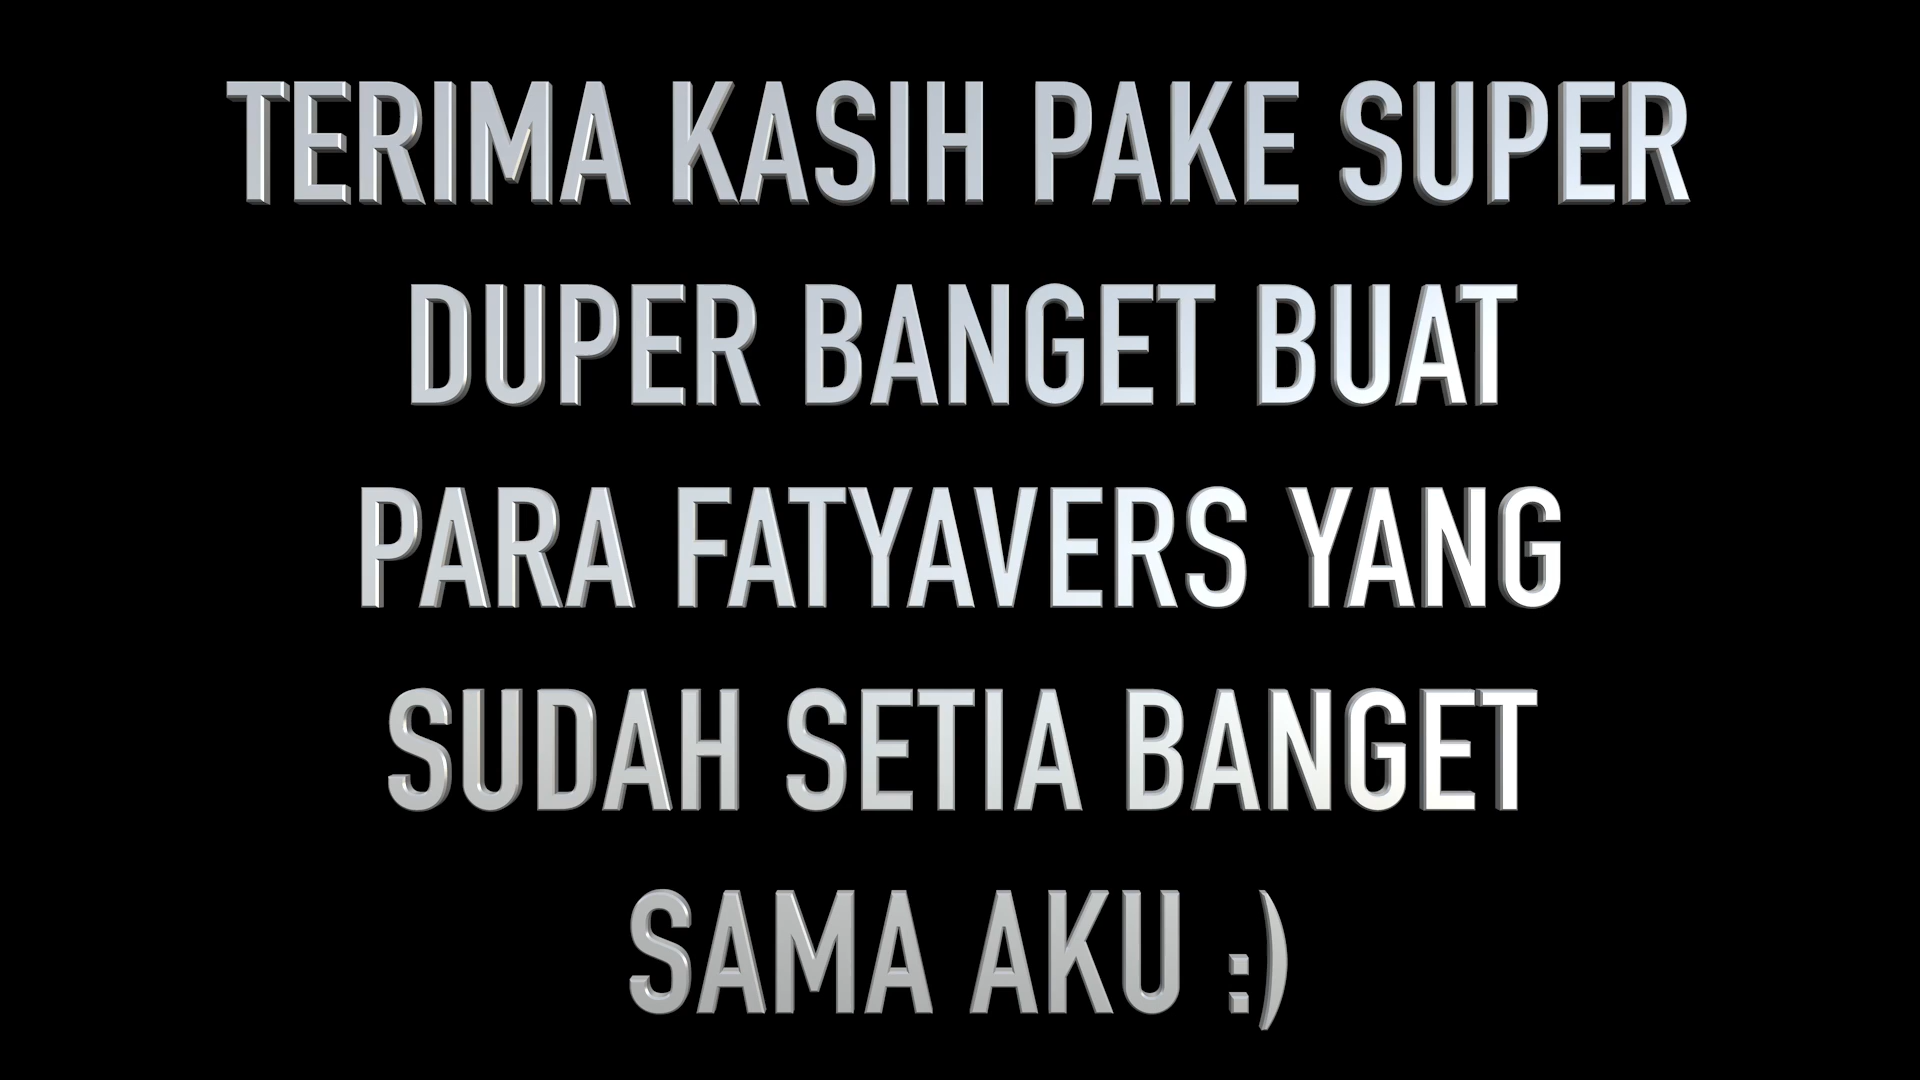 TERIMA KASIH PAKE SUPER
DUPER BANGET BUAT
PARA FATYAVERS YANG
SUDAH SETIA BANGET
SAMA AKU :)